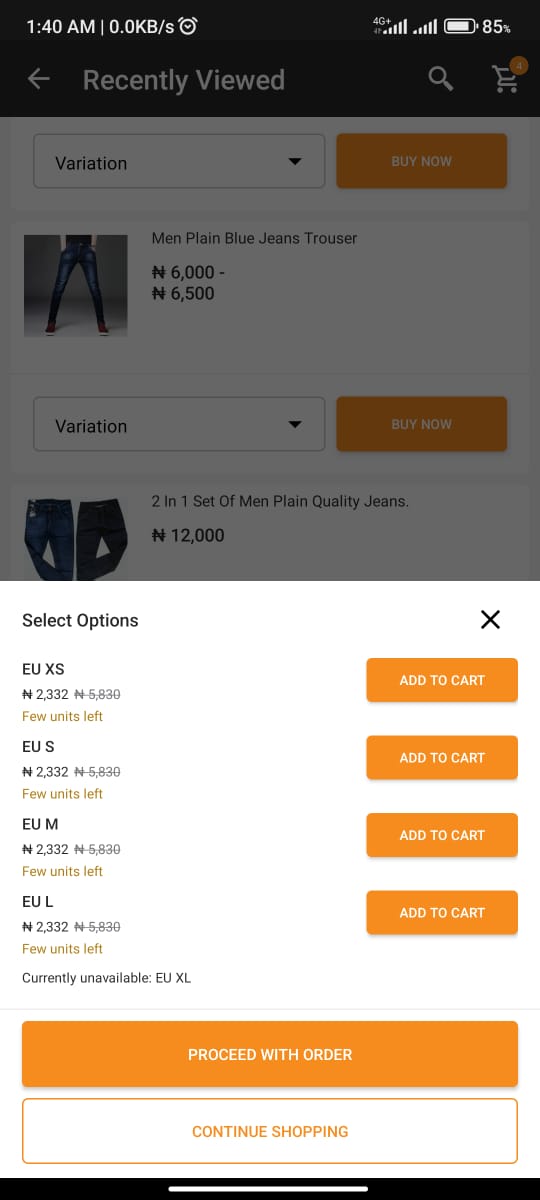 1:40 AM | 0.0KB/s
4G+
85%
Recently Viewed
4
Variation
BUY NOW
Men Plain Blue Jeans Trouser
₦ 6,000 -
₦ 6,500
Variation
BUY NOW
2 In 1 Set Of Men Plain Quality Jeans.
₦ 12,000
Select Options
EU XS
₦ 2,332 ₦ 5,830
Few units left
ADD TO CART
EU S
₦ 2,332 ₦ 5,830
Few units left
ADD TO CART
EU M
₦ 2,332 ₦ 5,830
Few units left
ADD TO CART
EU L
₦ 2,332 ₦ 5,830
Few units left
ADD TO CART
Currently unavailable: EU XL
PROCEED WITH ORDER
CONTINUE SHOPPING